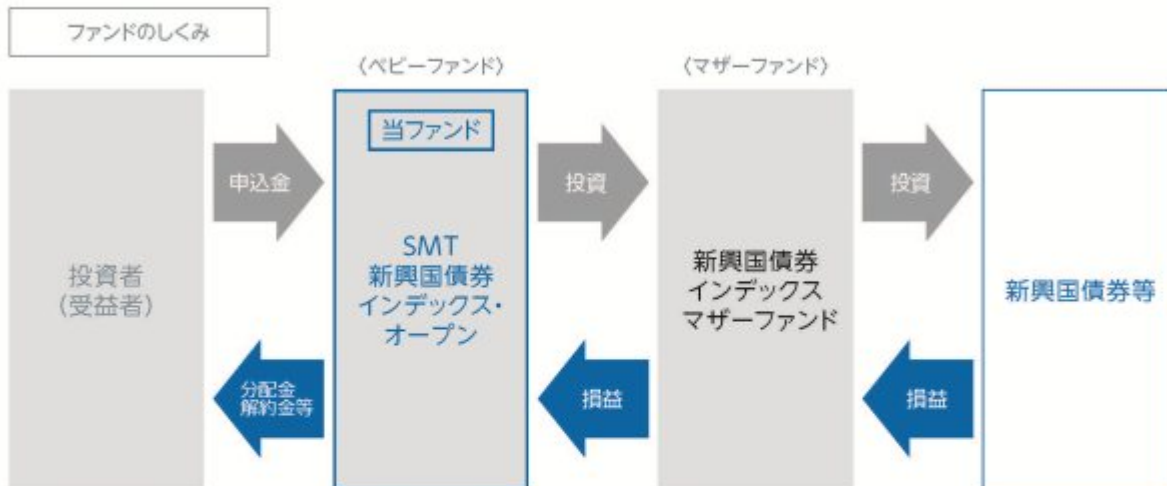 ファンドのしくみ
〈ベビーファンド〉
〈マザーファンド〉
投資者
(受益者)
申込金
分配金
解約金等
当ファンド
SMT
新興国債券
インデックス・
オープン
投資
損益
新興国債券
インデックス
マザーファンド
投資
損益
新興国債券等